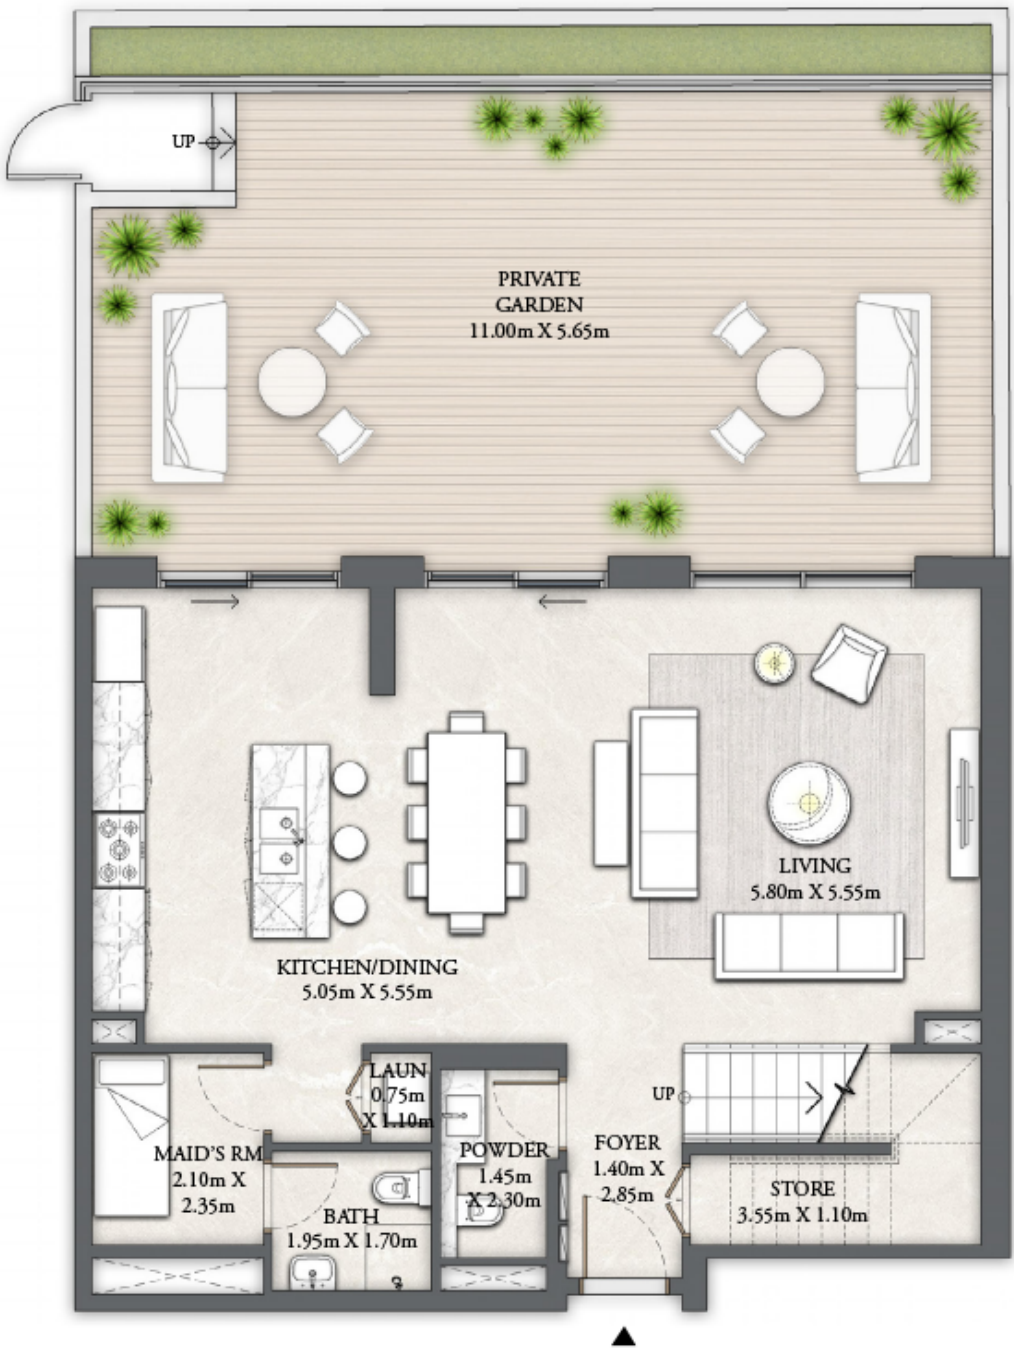 UP
PRIVATE
GARDEN
11.00m X 5.65m
LIVING
5.80m X 5.55m
KITCHEN/DINING
5.05m X 5.55m
LAUN
0.75m
X 1.10m
UP
MAID'S RM
2.10m X
2.35m
BATH
1.95m X 1.70m
POWDER
1.45m
X 2.30m
FOYER
1.40m X
2.85m
STORE
3.55m X 1.10m